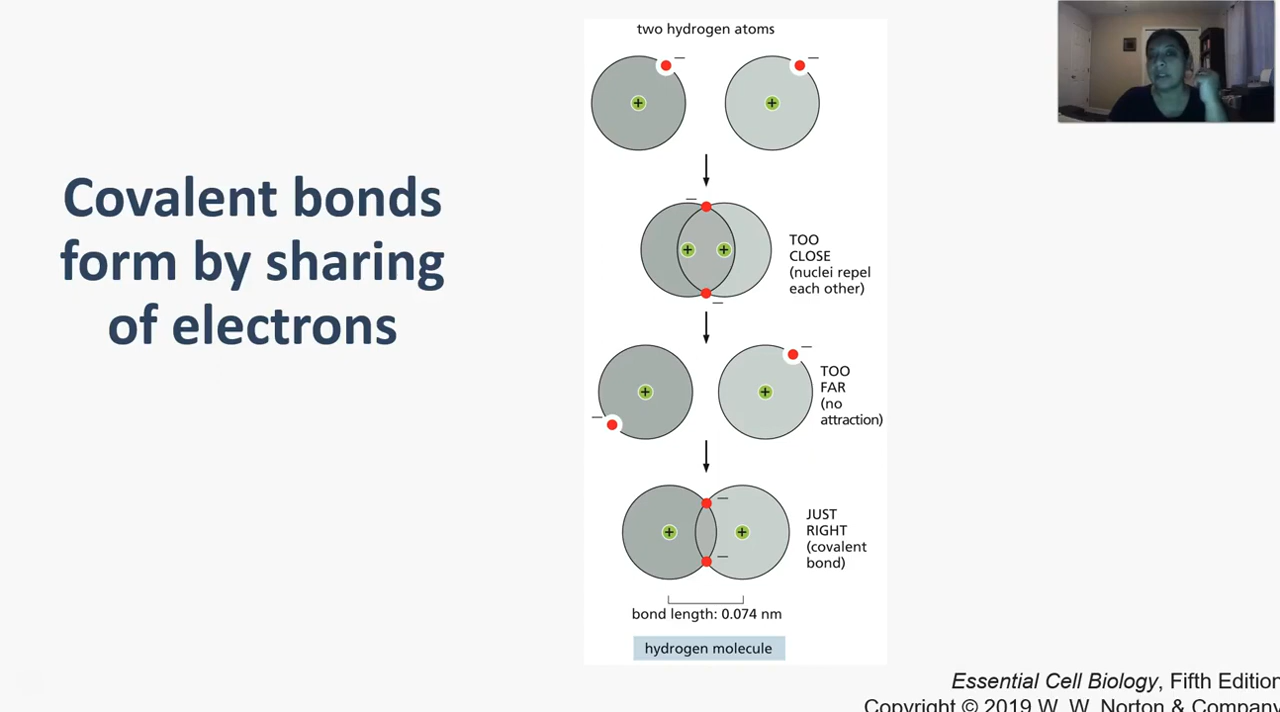 Covalent bonds
form by sharing
of electrons
two hydrogen atoms
+
−
+
−
−
+
+
−
TOO
CLOSE
(nuclei repel
each other)
+
−
+
−
TOO
FAR
(no
attraction)
+
+
−
−
JUST
RIGHT
(covalent
bond)
bond length: 0.074 nm
hydrogen molecule
Essential Cell Biology, Fifth Edition
Copyright © 2019 W. W. Norton & Company